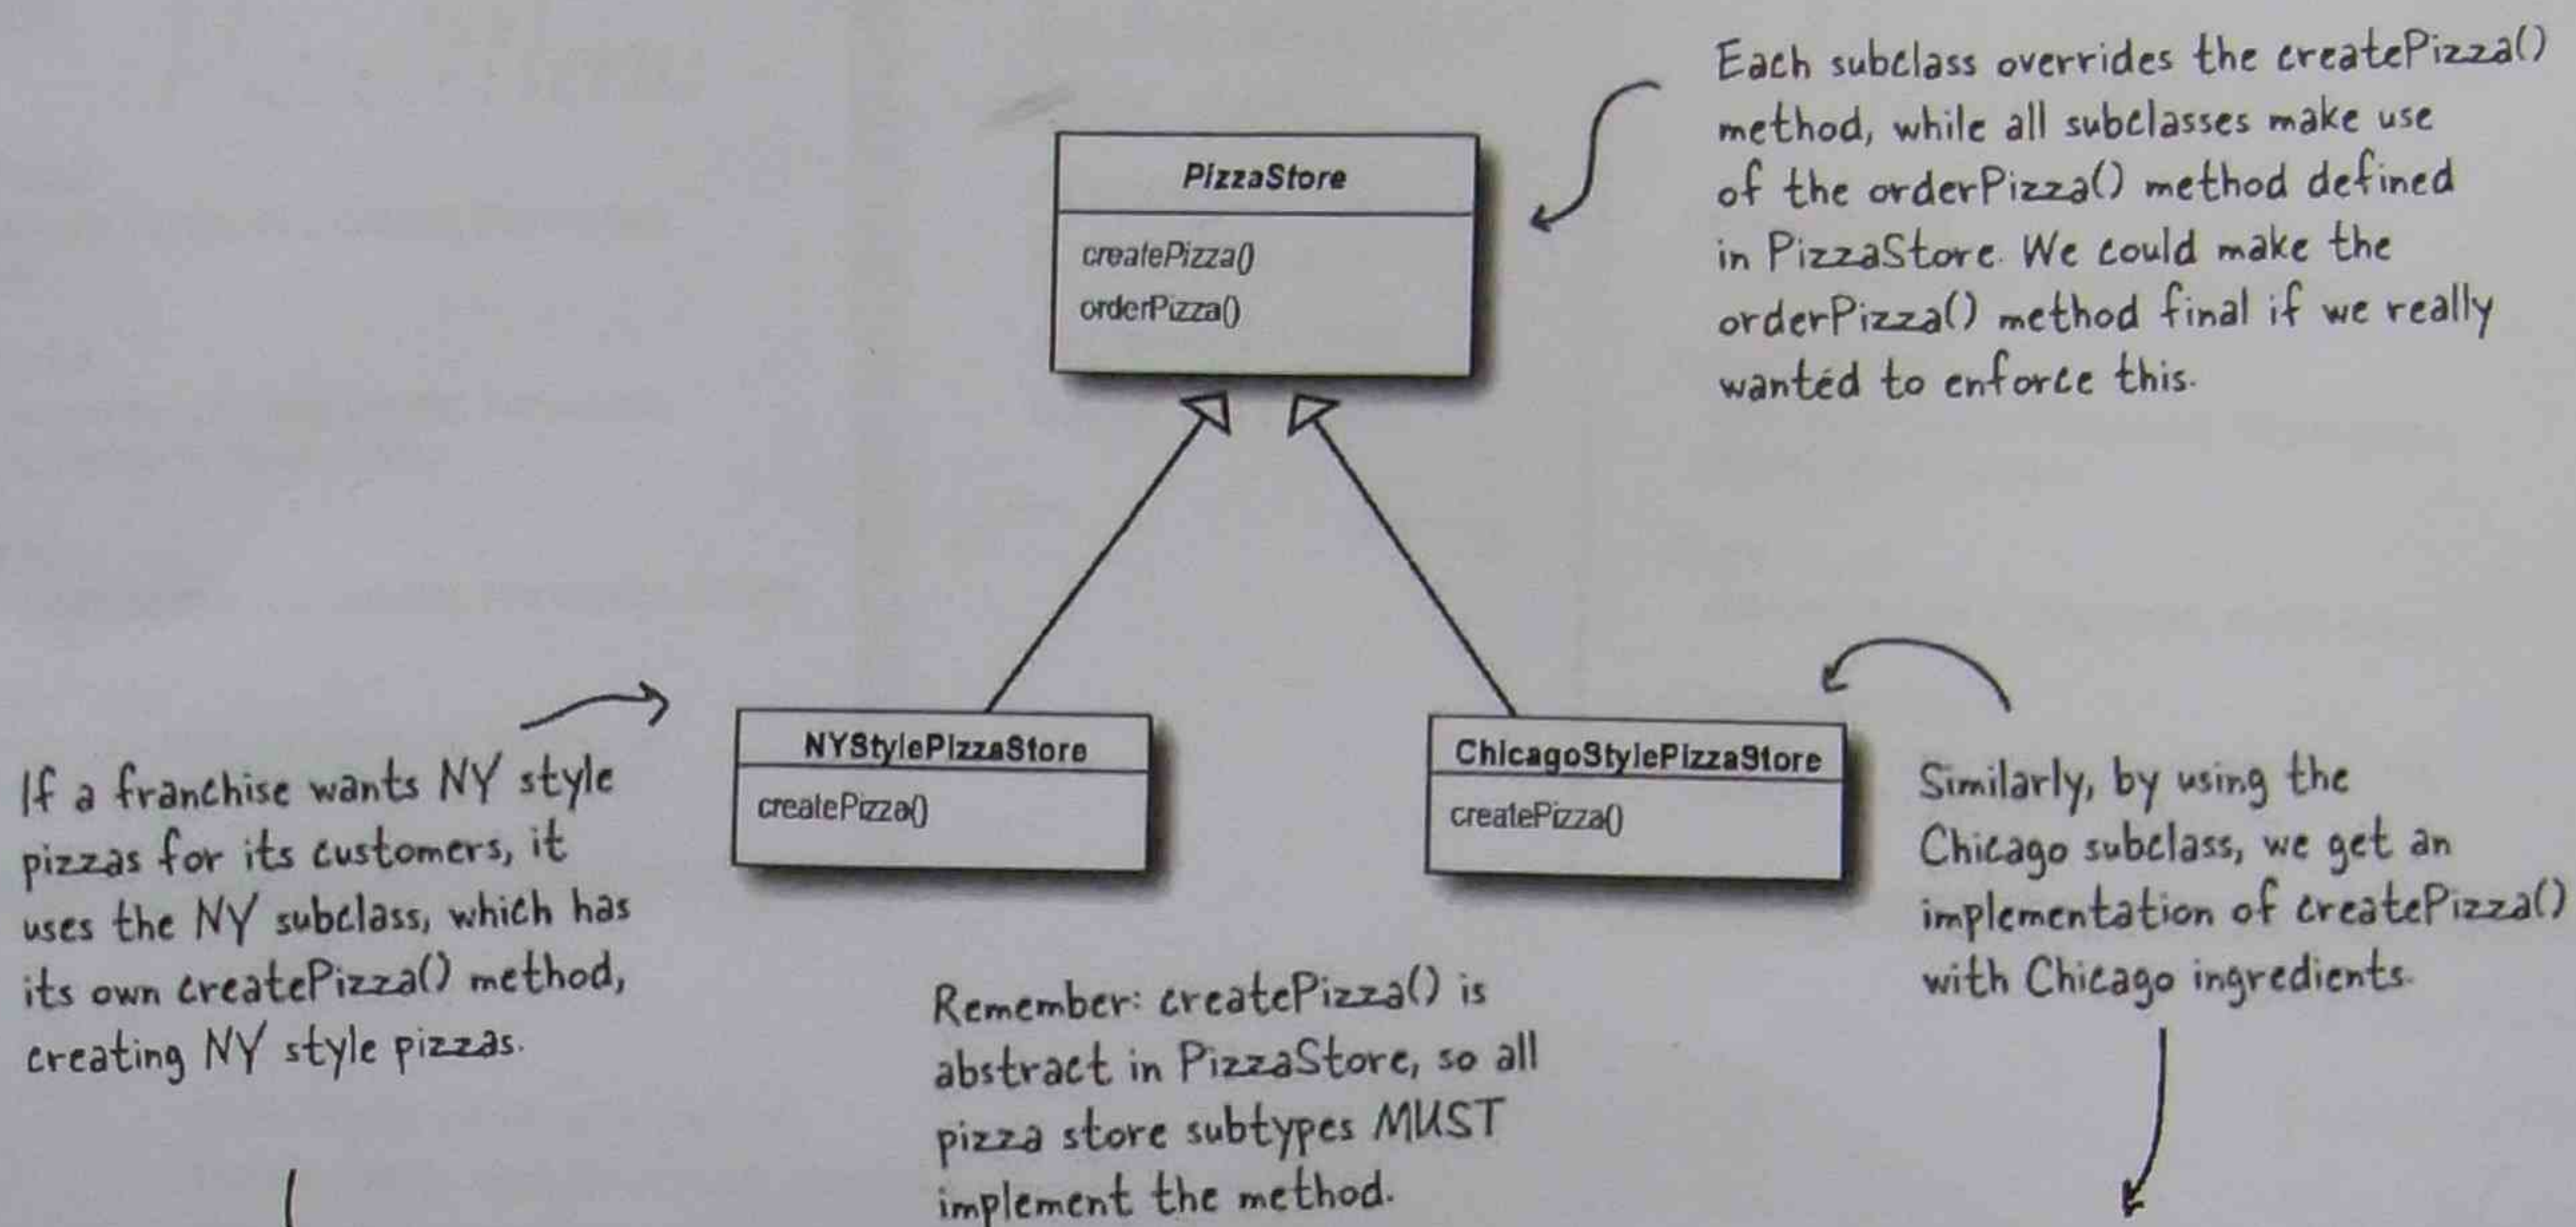 Each subclass overrides the createPizza()
method, while all subclasses make use
of the orderPizza() method defined
in PizzaStore. We could make the
orderPizza() method final if we really
wanted to enforce this.
PizzaStore
createPizza()
orderPizza()
NYStylePizzaStore
createPizza()
ChicagoStylePizzaStore
createPizza()
If a franchise wants NY style
pizzas for its customers, it
uses the NY subclass, which has
its own createPizza() method,
creating NY style pizzas.
Similarly, by using the
Chicago subclass, we get an
implementation of createPizza()
with Chicago ingredients.
Remember: createPizza() is
abstract in PizzaStore, so all
pizza store subtypes MUST
implement the method.